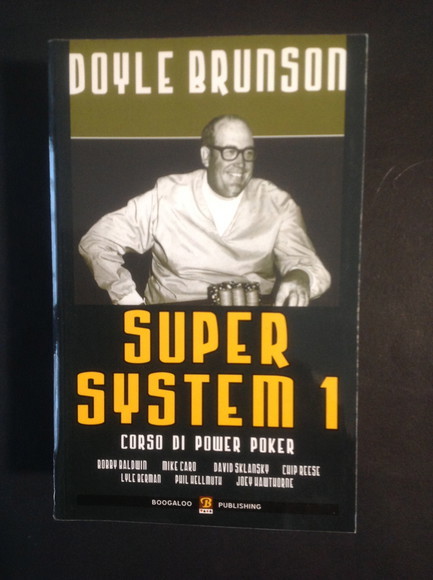 DOYLE BRUNSON
SUPER
SYSTEM 1
CORSO DI POWER POKER
BOBBY BALDWIN MIKE CARO DAVID SKLANSKY CHIP REESE
LYLE BERMAN PHIL HELLMUTH JOEY HAWTHORNE
BOOGALOO B PUBLISHING